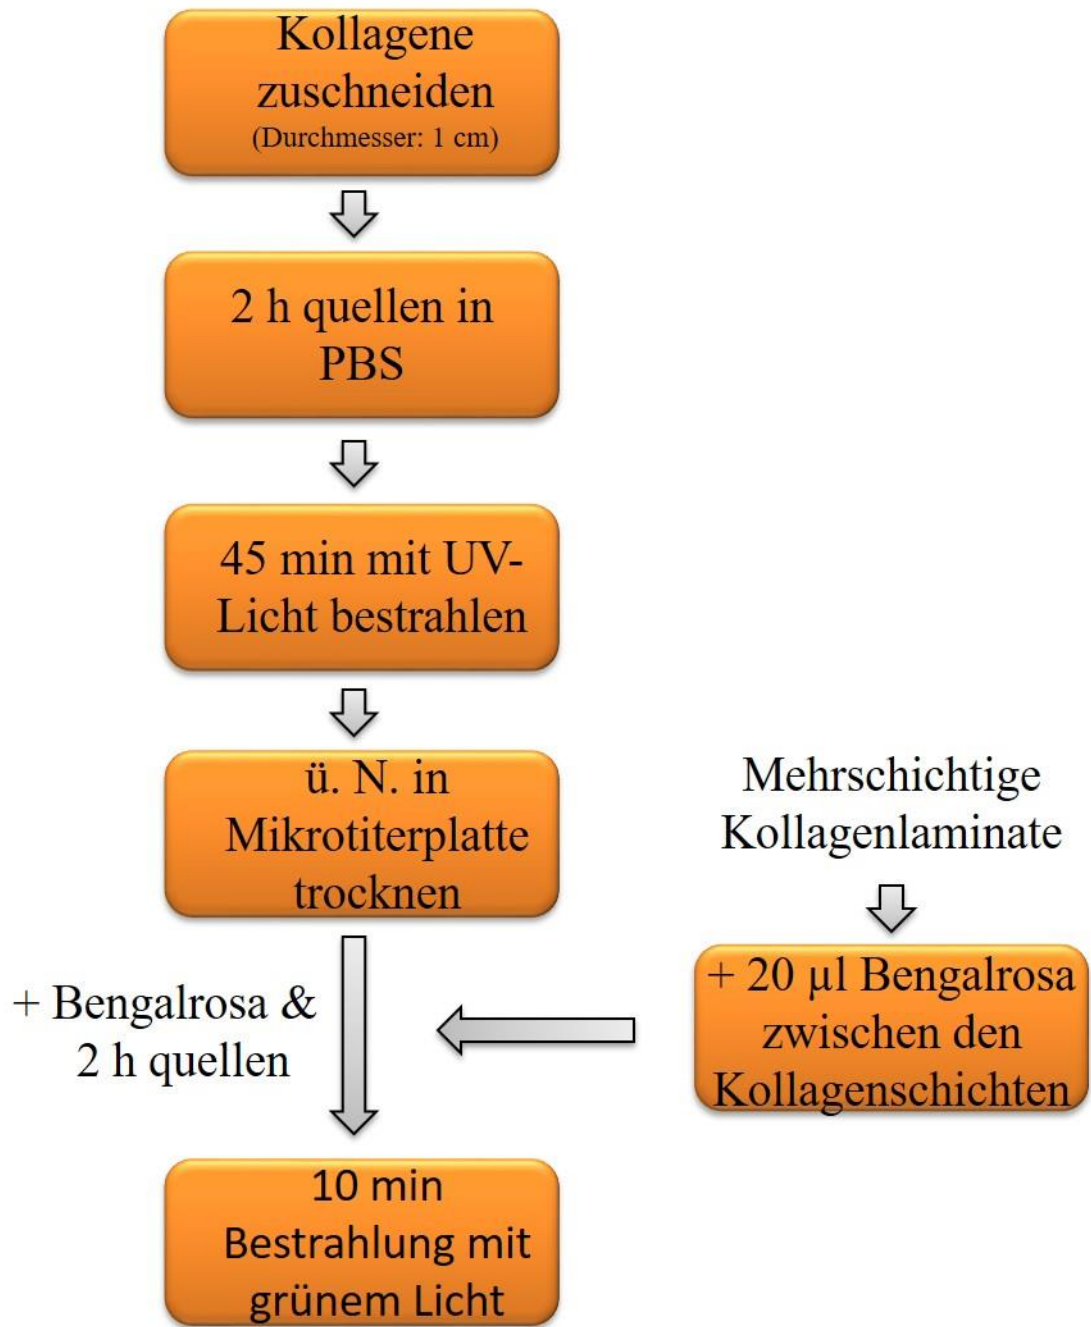 Kollagene
zuschneiden
(Durchmesser: 1 cm)
2 h quellen in
PBS
45 min mit UV-
Licht bestrahlen
ü. N. in
Mikrotiterplatte
trocknen
Mehrschichtige
Kollagenlaminate
+ 20 µl Bengalrosa
zwischen den
Kollagenschichten
+ Bengalrosa &
2 h quellen
10 min
Bestrahlung mit
grünem Licht